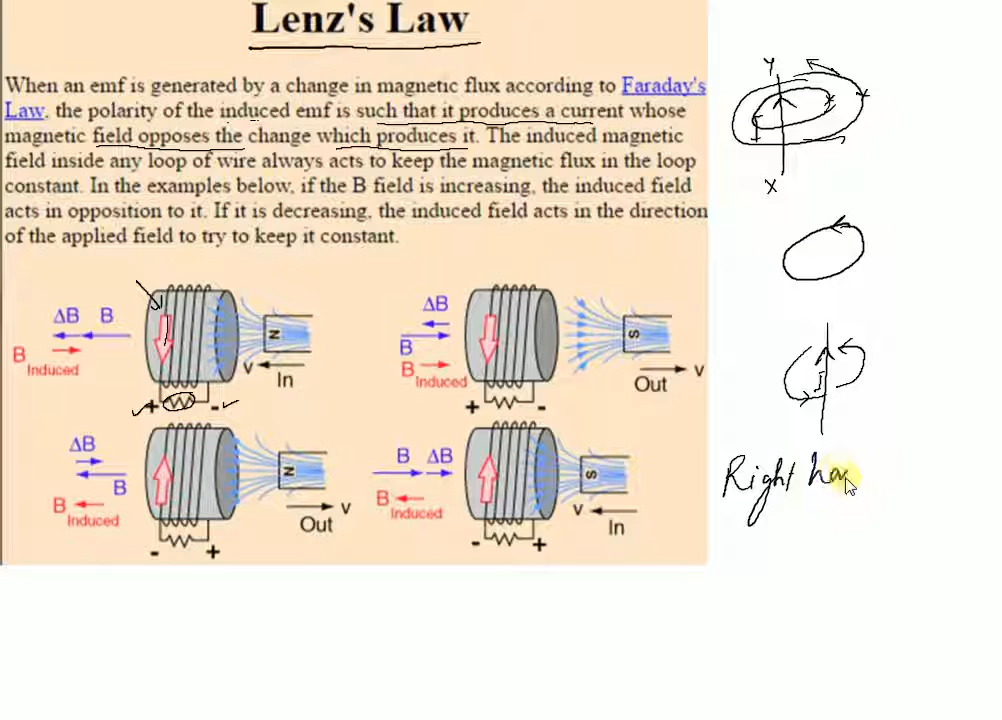 Lenz's Law
When an emf is generated by a change in magnetic flux according to Faraday's
Law, the polarity of the induced emf is such that it produces a current whose
magnetic field opposes the change which produces it. The induced magnetic
field inside any loop of wire always acts to keep the magnetic flux in the loop
constant. In the examples below, if the B field is increasing, the induced field
acts in opposition to it. If it is decreasing, the induced field acts in the direction
of the applied field to try to keep it constant.
ΔB B
B Induced
N
V
In
+ -
ΔB
B
B Induced
S
V
Out
+ -
ΔB
B
B Induced
N
V
Out
- +
B ΔB
B Induced
S
V
In
- +
Y
X
I
Right ha